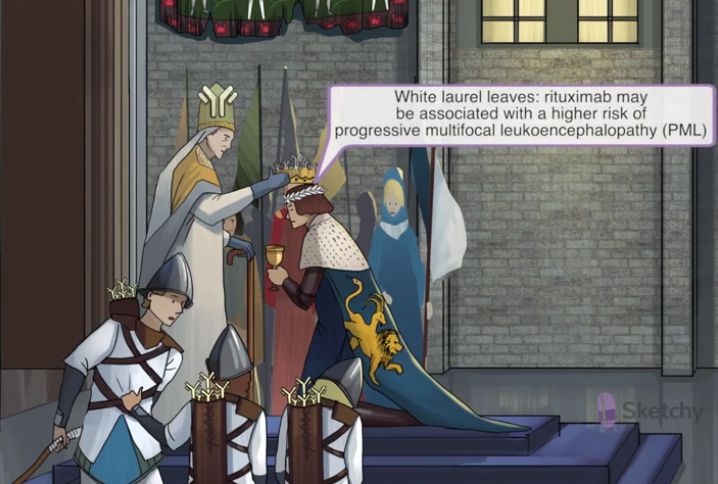 White laurel leaves: rituximab may
be associated with a higher risk of
progressive multifocal leukoencephalopathy (PML)
Sketchy